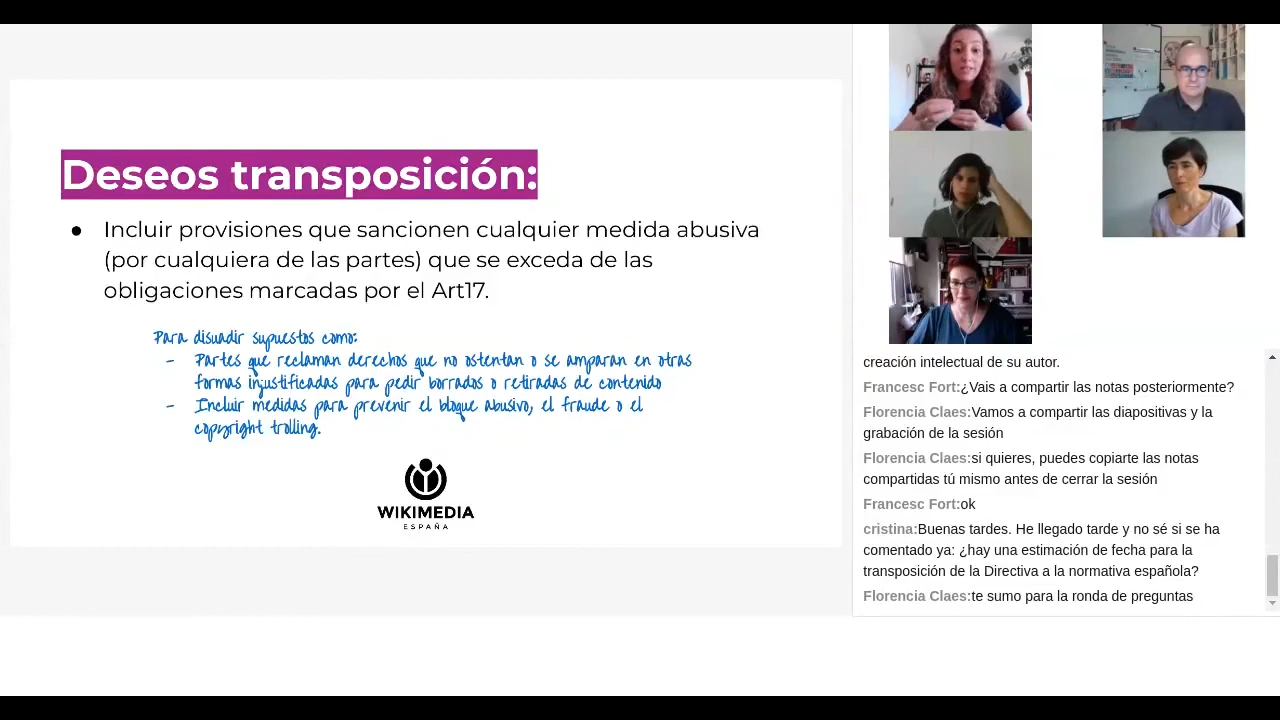 Deseos transposición:
● Incluir provisiones que sancionen cualquier medida abusiva
(por cualquiera de las partes) que se exceda de las
obligaciones marcadas por el Art17.
Para disuadir supuestos como:
- Partes que reclaman derechos que no ostentan o se amparan en otras
formas injustificadas para pedir borrados o retiradas de contenido
- Incluir medidas para prevenir el bloque abusivo, el fraude o el
copyright trolling.
WIKIMEDIA
ESPAÑA
creación intelectual de su autor.
Francesc Fort:¿Vais a compartir las notas posteriormente?
Florencia Claes:Vamos a compartir las diapositivas y la
grabación de la sesión
Florencia Claes:si quieres, puedes copiarte las notas
compartidas tú mismo antes de cerrar la sesión
Francesc Fort:ok
cristina:Buenas tardes. He llegado tarde y no sé si se ha
comentado ya: ¿hay una estimación de fecha para la
transposición de la Directiva a la normativa española?
Florencia Claes:te sumo para la ronda de preguntas